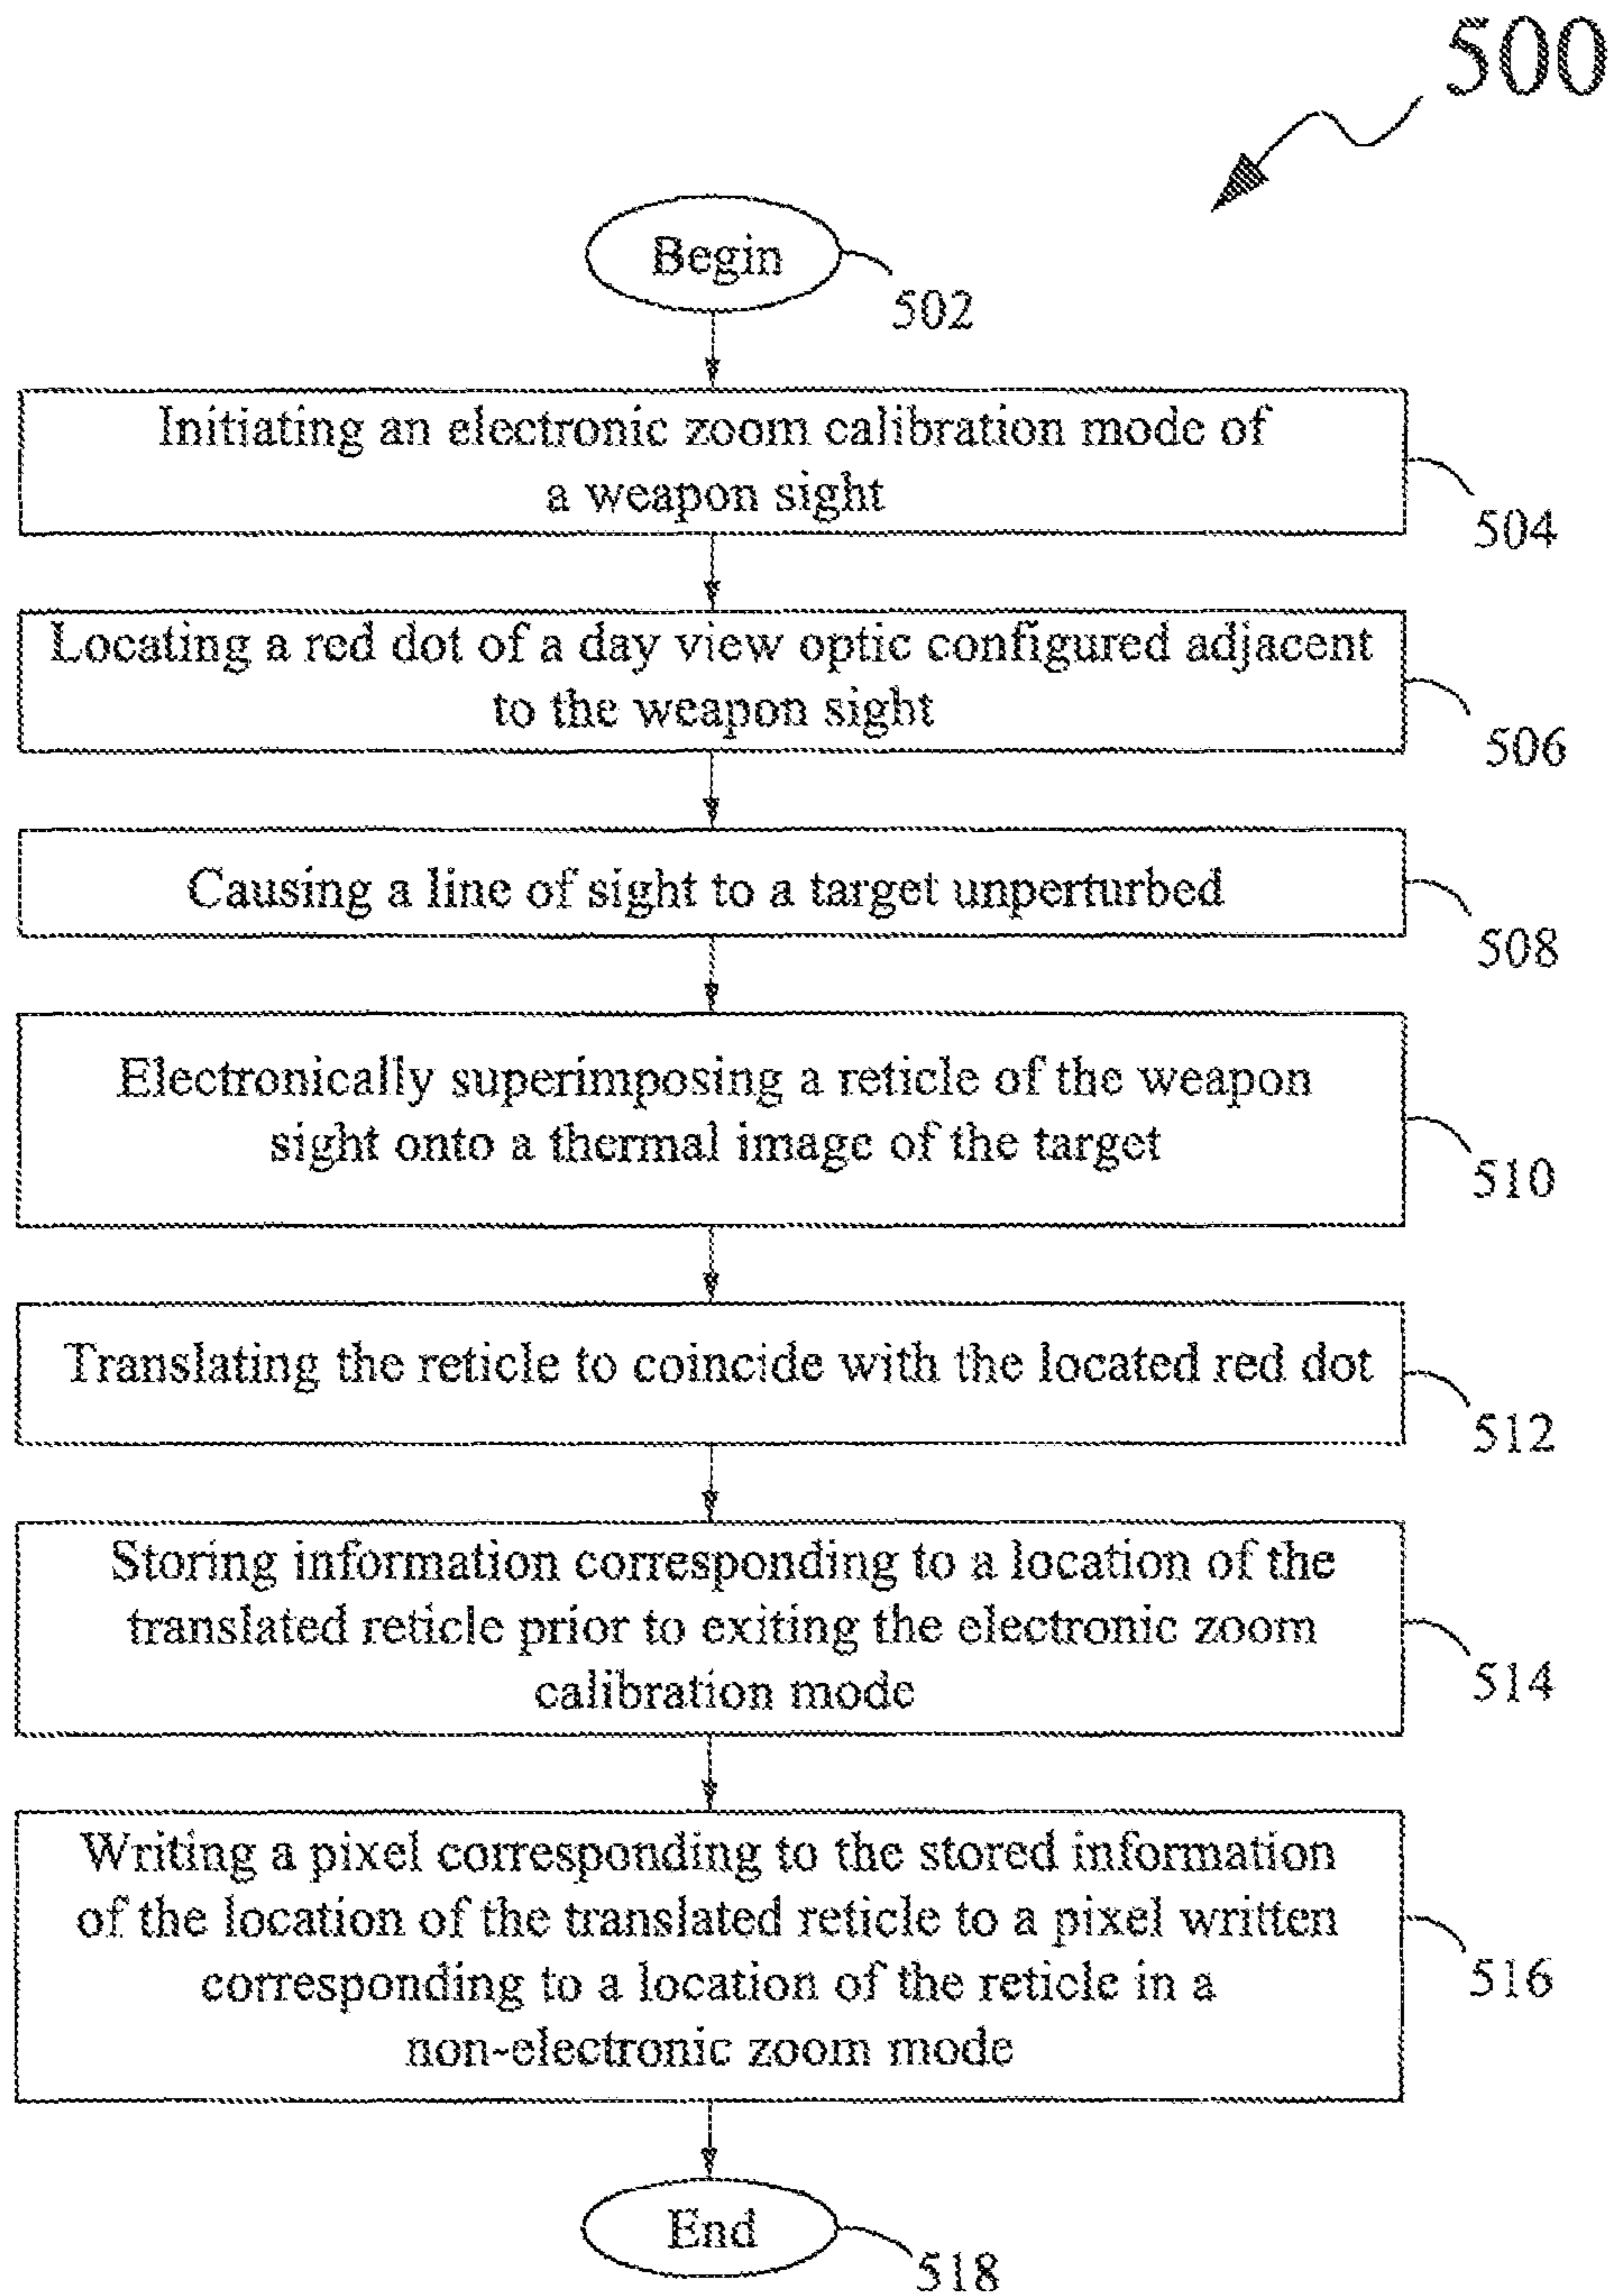 500
Begin
502
Initiating an electronic zoom calibration mode of
a weapon sight
504
Locating a red dot of a day view optic configured adjacent
to the weapon sight
506
Causing a line of sight to a target unperturbed
508
Electronically superimposing a reticle of the weapon
sight onto a thermal image of the target
510
Translating the reticle to coincide with the located red dot
512
Storing information corresponding to a location of the
translated reticle prior to exiting the electronic zoom
calibration mode
514
Writing a pixel corresponding to the stored information
of the location of the translated reticle to a pixel written
corresponding to a location of the reticle in a
non-electronic zoom mode
516
End
518